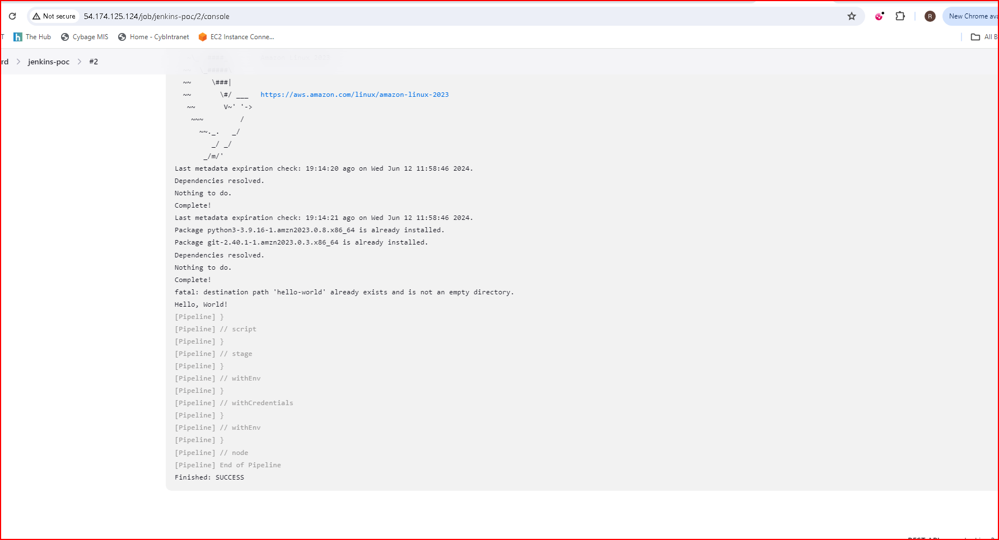 Not secure 54.174.125.124/job/jenkins-poc/2/console R New Chrome ava
T The Hub Cybage MIS Home - CybIntranet EC2 Instance Conne... All B
rd > jenkins-poc > #2
~~ \_#####\
~~ \###|
~~ \#/ ___ https://aws.amazon.com/linux/amazon-linux-2023
~~ V~' '->
~~~ /
~~._. _/
_/ _/
_/m/'
Last metadata expiration check: 19:14:20 ago on Wed Jun 12 11:58:46 2024.
Dependencies resolved.
Nothing to do.
Complete!
Last metadata expiration check: 19:14:21 ago on Wed Jun 12 11:58:46 2024.
Package python3-3.9.16-1.amzn2023.0.8.x86_64 is already installed.
Package git-2.40.1-1.amzn2023.0.3.x86_64 is already installed.
Dependencies resolved.
Nothing to do.
Complete!
fatal: destination path 'hello-world' already exists and is not an empty directory.
Hello, World!
[Pipeline] }
[Pipeline] // script
[Pipeline] }
[Pipeline] // stage
[Pipeline] }
[Pipeline] // withEnv
[Pipeline] }
[Pipeline] // withCredentials
[Pipeline] }
[Pipeline] // withEnv
[Pipeline] }
[Pipeline] // node
[Pipeline] End of Pipeline
Finished: SUCCESS